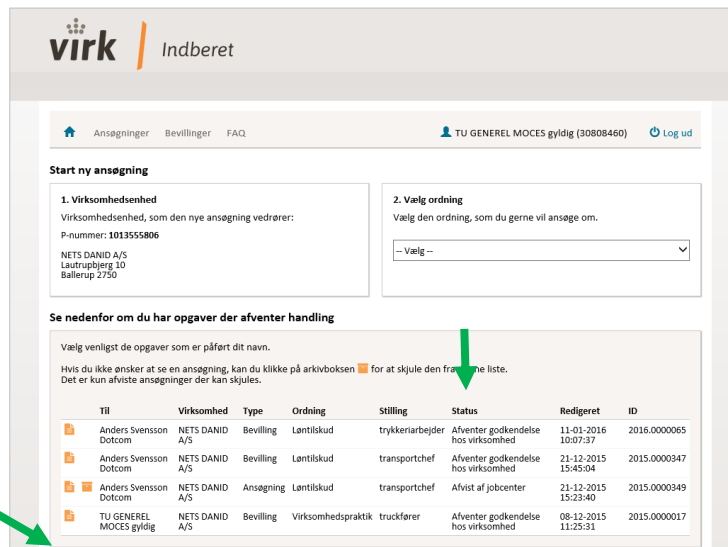 virk Indberet
Ansøgninger Bevillinger FAQ TU GENEREL MOCES gyldig (30808460) Log ud
Start ny ansøgning
1. Virksomhedsenhed
Virksomhedsenhed, som den nye ansøgning vedrører:
P-nummer: 1013555806
NETS DANID A/S
Lautrupbjerg 10
Ballerup 2750
2. Vælg ordning
Vælg den ordning, som du gerne vil ansøge om.
-- Vælg --
Se nedenfor om du har opgaver der afventer handling
Vælg venligst de opgaver som er påført dit navn.
Hvis du ikke ønsker at se en ansøgning, kan du klikke på arkivboksen for at skjule den fra ne liste.
Det er kun afviste ansøgninger der kan skjules.
Til Virksomhed Type Ordning Stilling Status Redigeret ID
Anders Svensson NETS DANID Bevilling Løntilskud trykkeriarbejder Afventer godkendelse 11-01-2016 2016.0000065
Dotcom A/S hos virksomhed 10:07:37
Anders Svensson NETS DANID Bevilling Løntilskud transportchef Afventer godkendelse 21-12-2015 2015.0000347
Dotcom A/S hos virksomhed 15:45:04
Anders Svensson NETS DANID Ansøgning Løntilskud transportchef Afvist af jobcenter 21-12-2015 2015.0000349
Dotcom A/S 15:23:40
TU GENEREL NETS DANID Bevilling Virksomhedspraktik truckfører Afventer godkendelse 08-12-2015 2015.0000017
MOCES gyldig A/S hos virksomhed 11:25:31